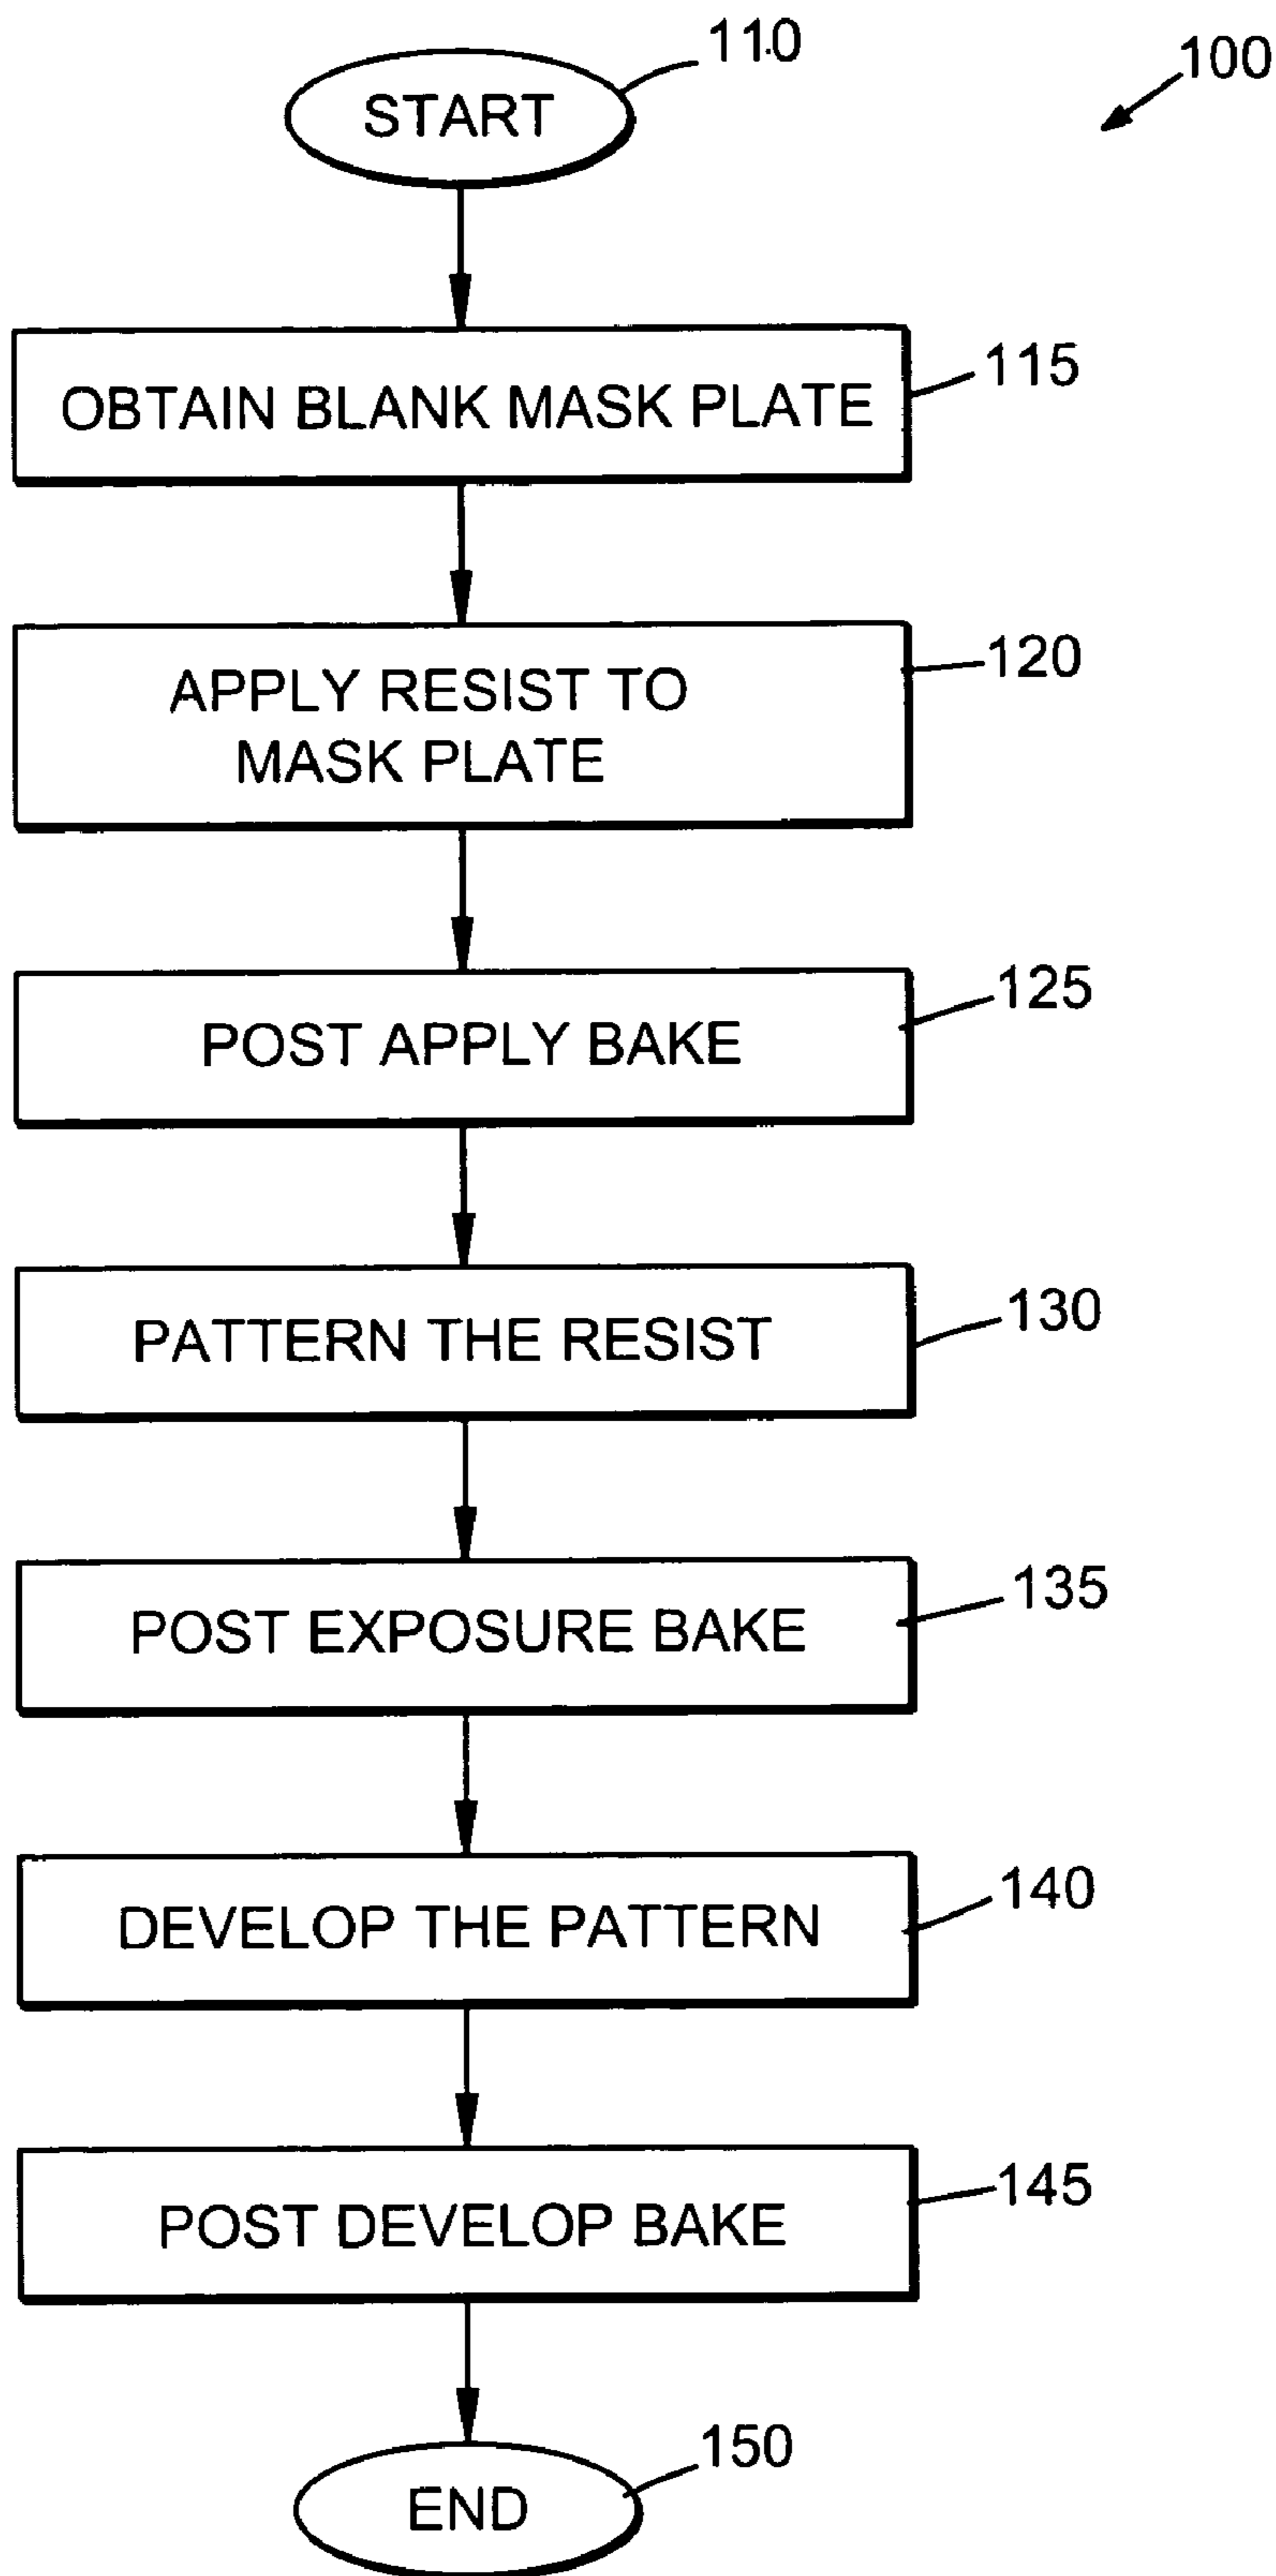 110
100
START
OBTAIN BLANK MASK PLATE
115
APPLY RESIST TO
MASK PLATE
120
POST APPLY BAKE
125
PATTERN THE RESIST
130
POST EXPOSURE BAKE
135
DEVELOP THE PATTERN
140
POST DEVELOP BAKE
145
END
150